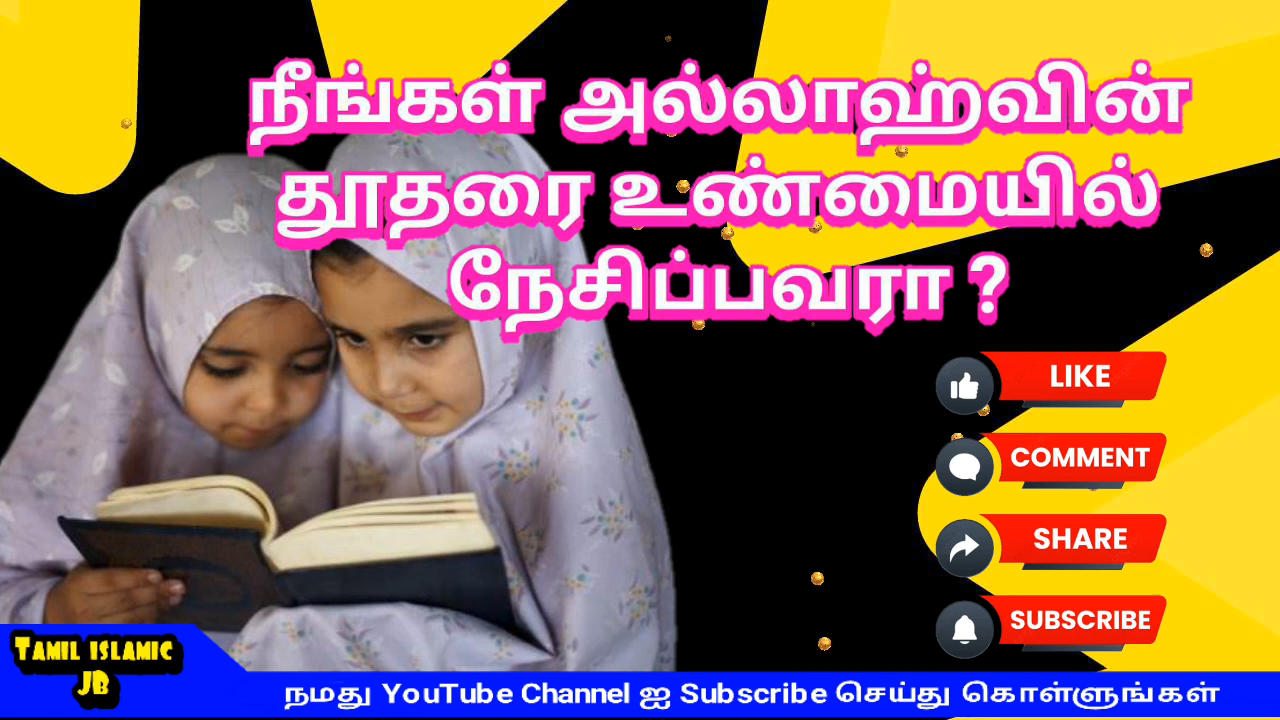 நீங்கள் அல்லாஹ்வின்
தூதரை உண்மையில்
நேசிப்பவரா ?
LIKE
COMMENT
SHARE
SUBSCRIBE
TAMIL ISLAMIC
JB
நமது YouTube Channel ஐ Subscribe செய்து கொள்ளுங்கள்